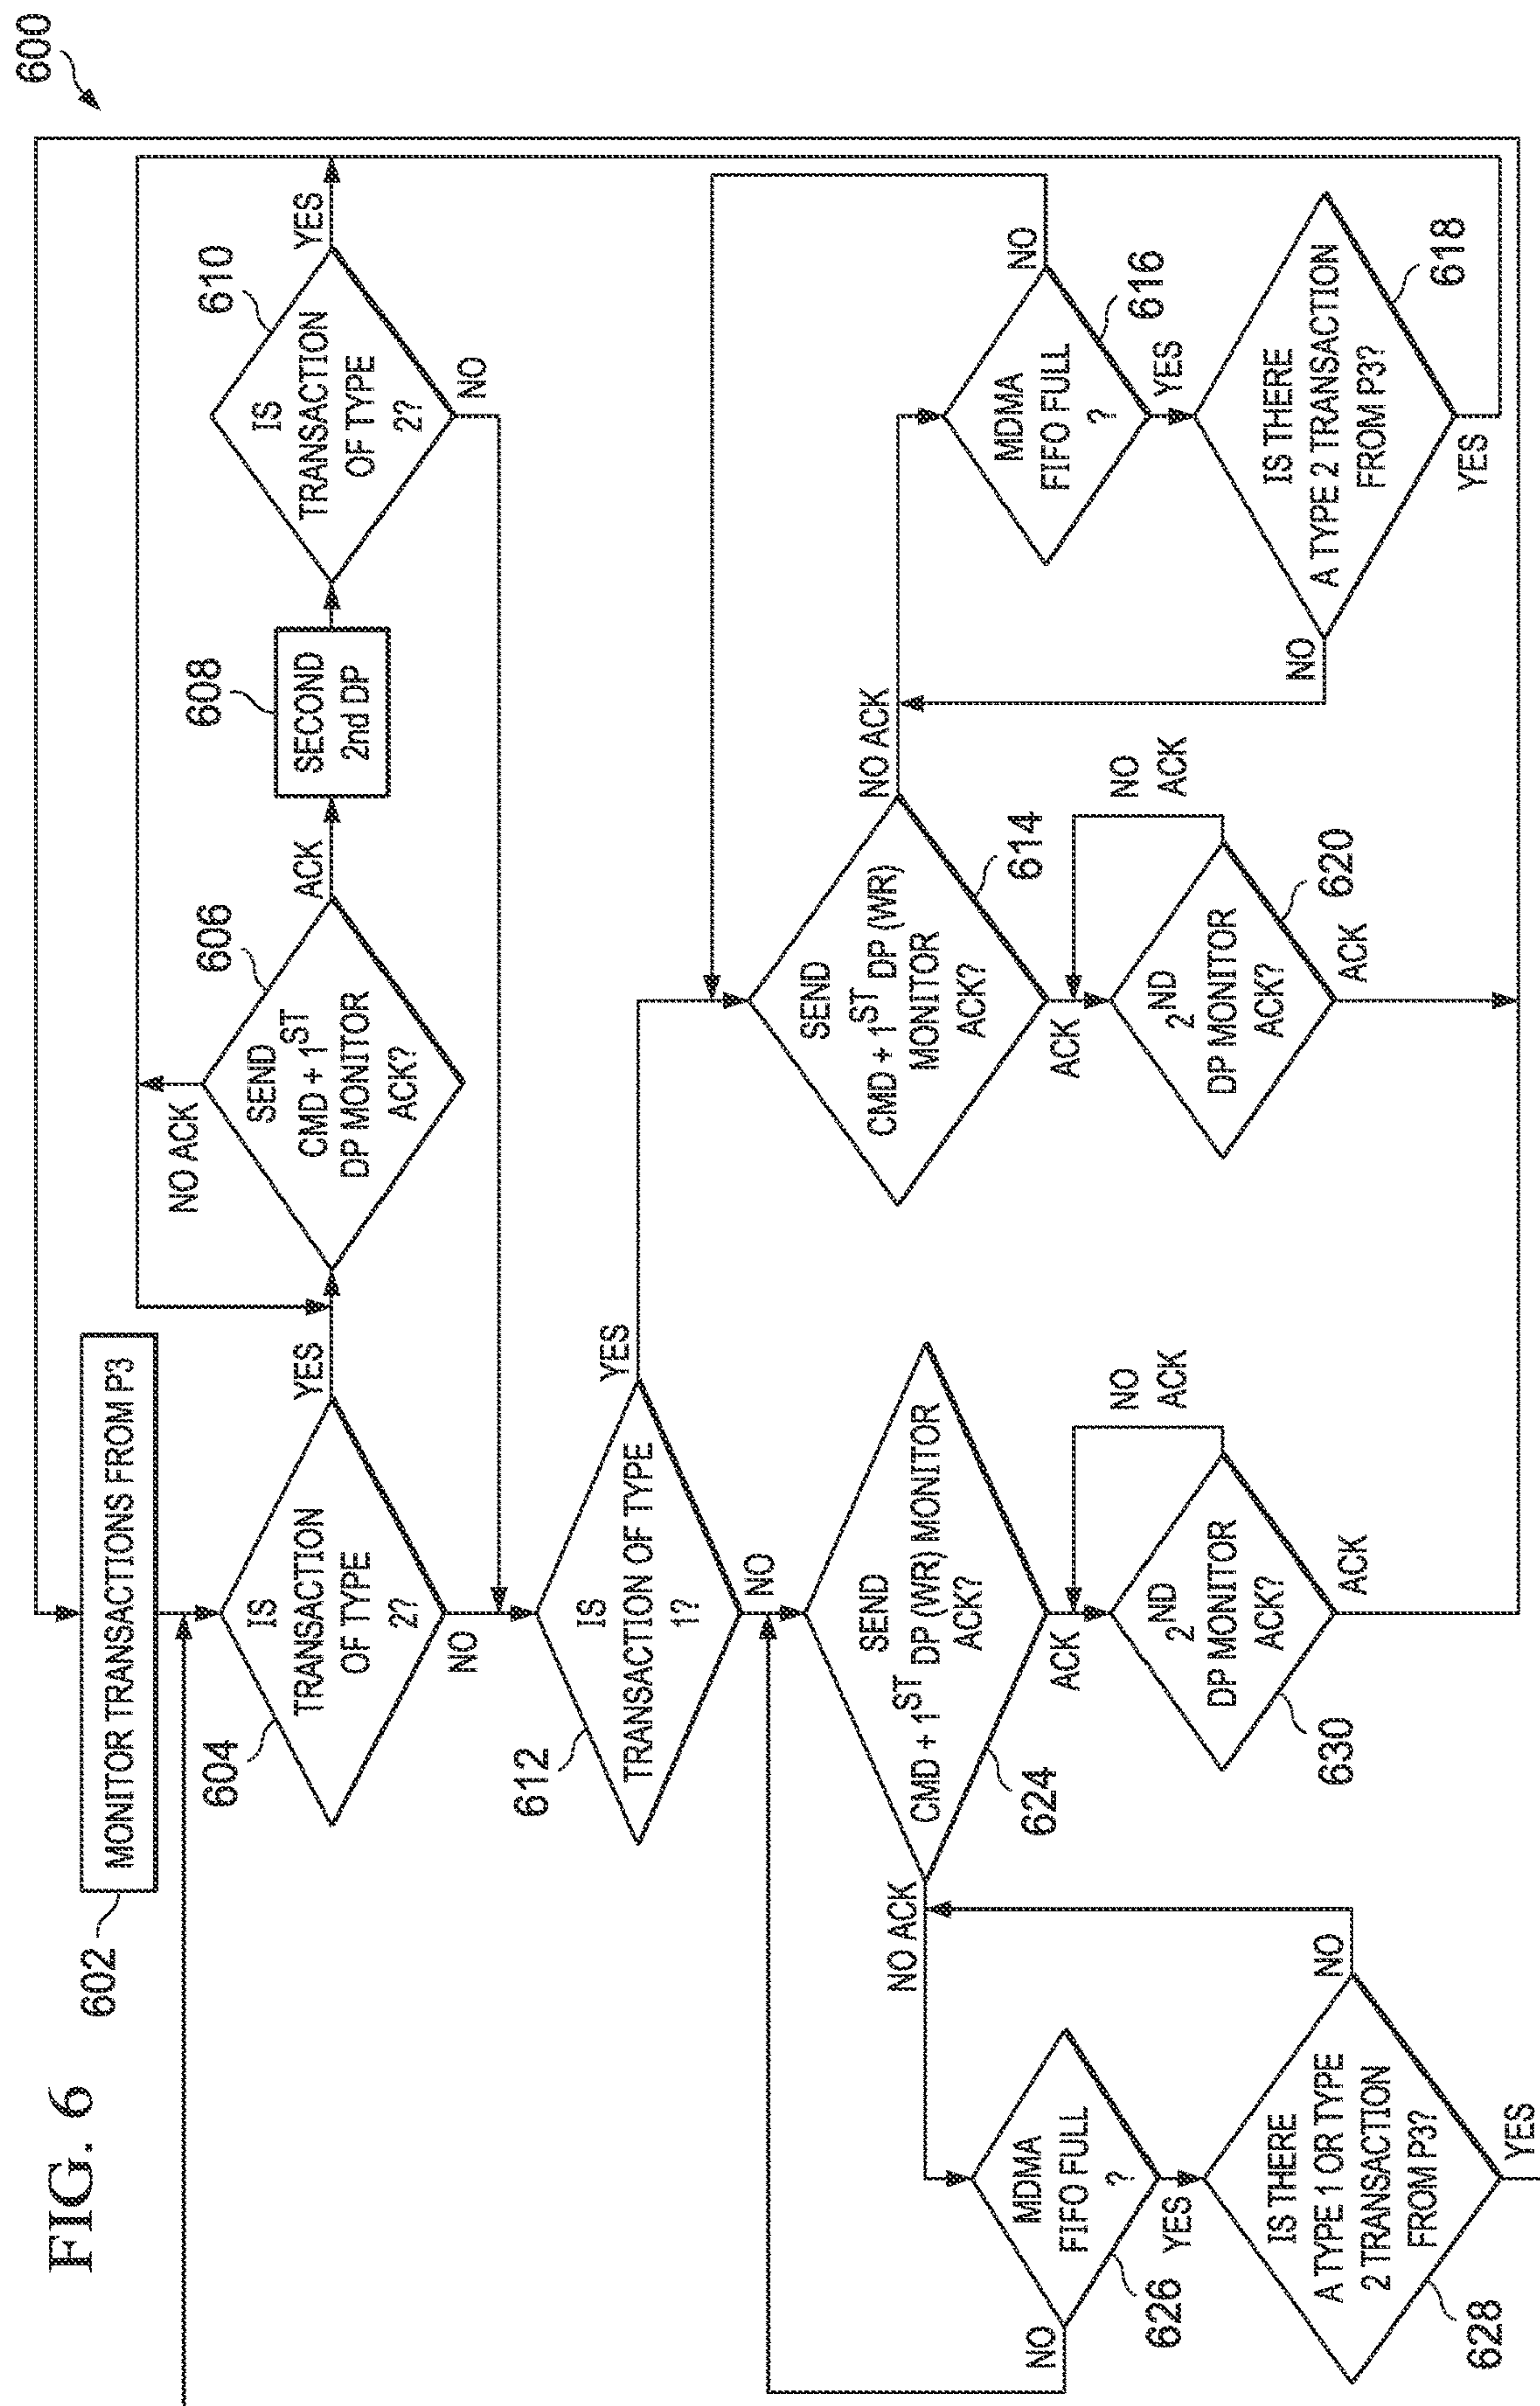 FIG. 6
600
602
MONITOR TRANSACTIONS FROM P3
604
IS
TRANSACTION
OF TYPE
2?
YES
NO
606
SEND
CMD + 1ST
DP MONITOR
ACK?
NO ACK
ACK
608
SECOND
2nd DP
610
IS
TRANSACTION
OF TYPE
2?
YES
NO
612
IS
TRANSACTION OF TYPE
1?
YES
NO
614
SEND
CMD + 1ST DP (WR)
MONITOR
ACK?
NO ACK
ACK
616
MDMA
FIFO FULL
?
NO
YES
618
IS THERE
A TYPE 2 TRANSACTION
FROM P3?
NO
YES
620
2ND
DP MONITOR
ACK?
NO
ACK
ACK
624
SEND
CMD + 1ST DP (WR) MONITOR
ACK?
NO ACK
ACK
626
MDMA
FIFO FULL
?
NO
YES
628
IS THERE
A TYPE 1 OR TYPE
2 TRANSACTION
FROM P3?
NO
YES
630
2ND
DP MONITOR
ACK?
NO
ACK
ACK